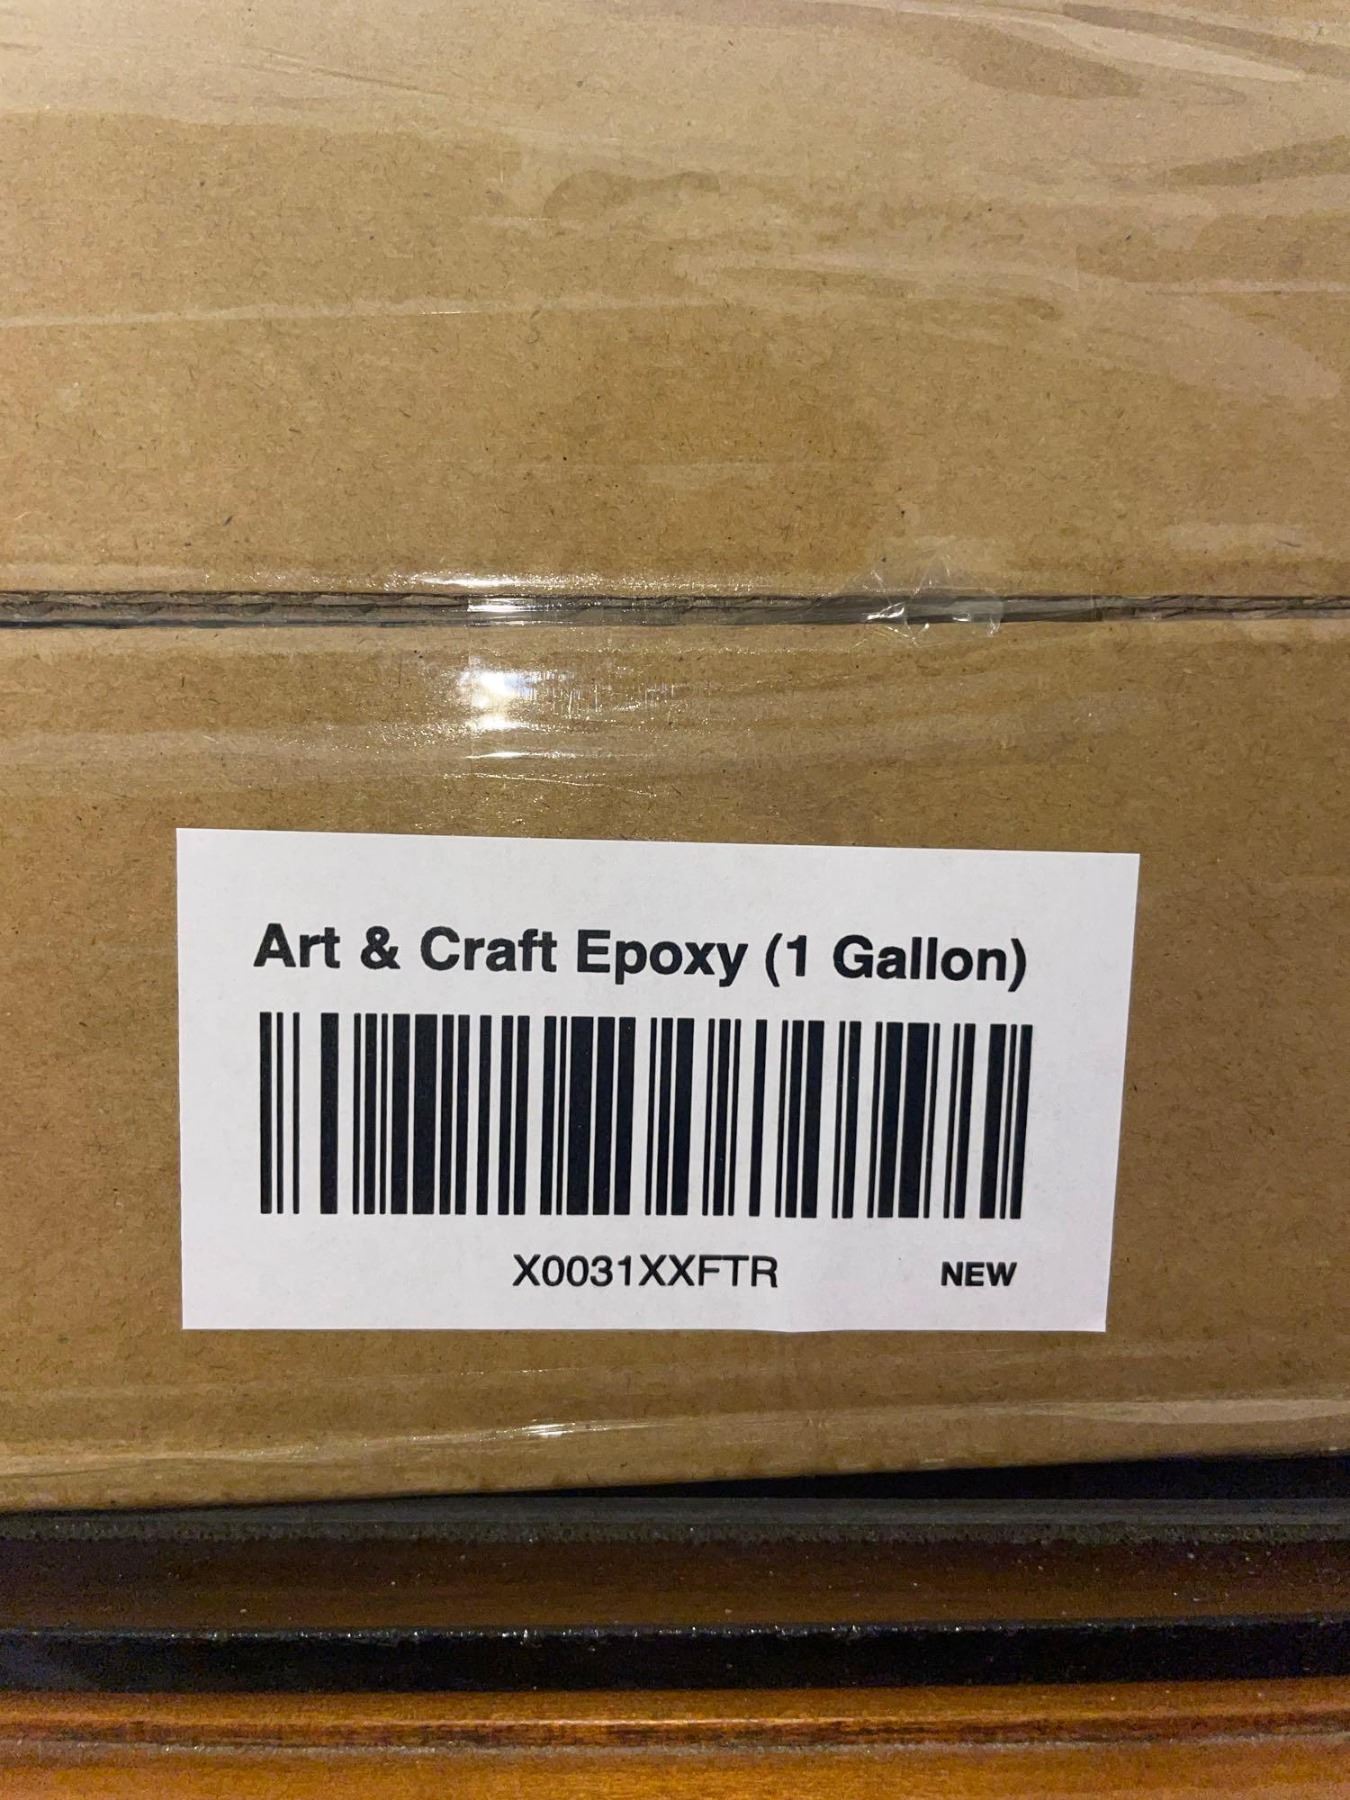 Art & Craft Epoxy (1 Gallon)
X0031XXFTR NEW